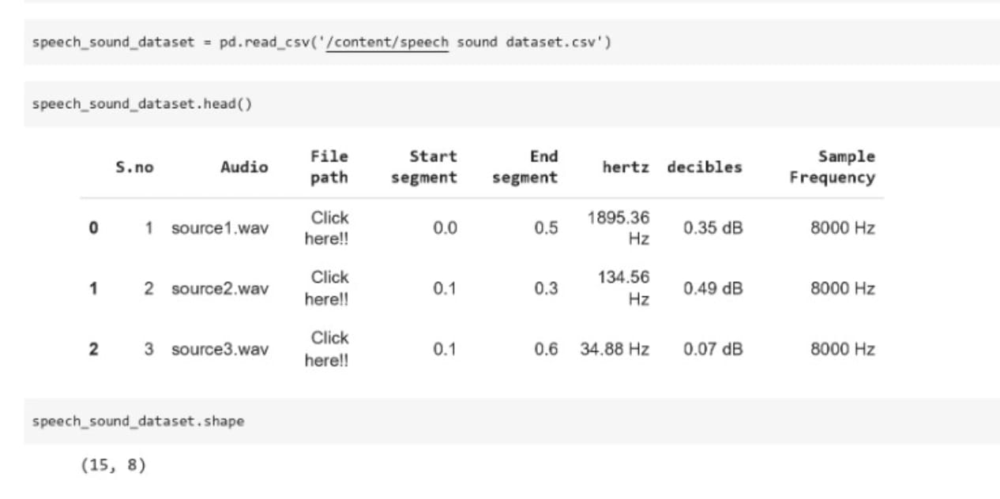 speech_sound_dataset = pd.read_csv('/content/speech sound dataset.csv')
speech_sound_dataset.head()
S.no Audio File path Start segment End segment hertz decibles Sample Frequency
0 1 source1.wav Click here!! 0.0 0.5 1895.36 Hz 0.35 dB 8000 Hz
1 2 source2.wav Click here!! 0.1 0.3 134.56 Hz 0.49 dB 8000 Hz
2 3 source3.wav Click here!! 0.1 0.6 34.88 Hz 0.07 dB 8000 Hz
speech_sound_dataset.shape
(15, 8)